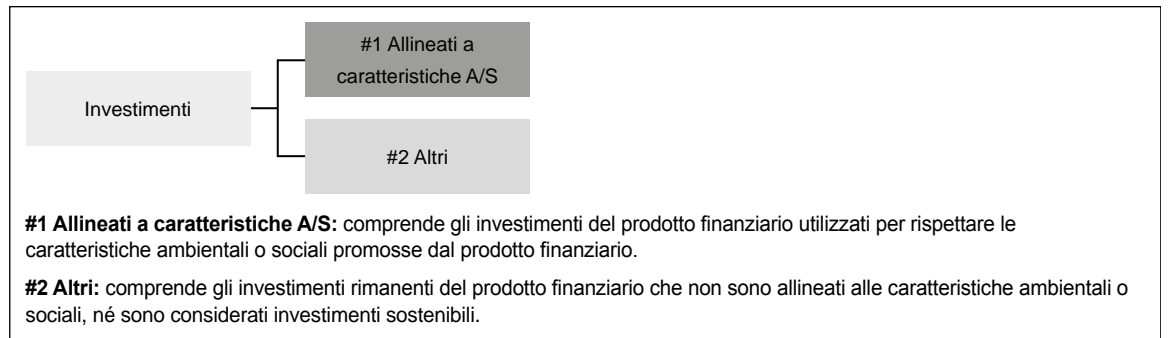 #1 Allineati a
caratteristiche A/S
Investimenti
#2 Altri
#1 Allineati a caratteristiche A/S: comprende gli investimenti del prodotto finanziario utilizzati per rispettare le
caratteristiche ambientali o sociali promosse dal prodotto finanziario.
#2 Altri: comprende gli investimenti rimanenti del prodotto finanziario che non sono allineati alle caratteristiche ambientali o
sociali, né sono considerati investimenti sostenibili.